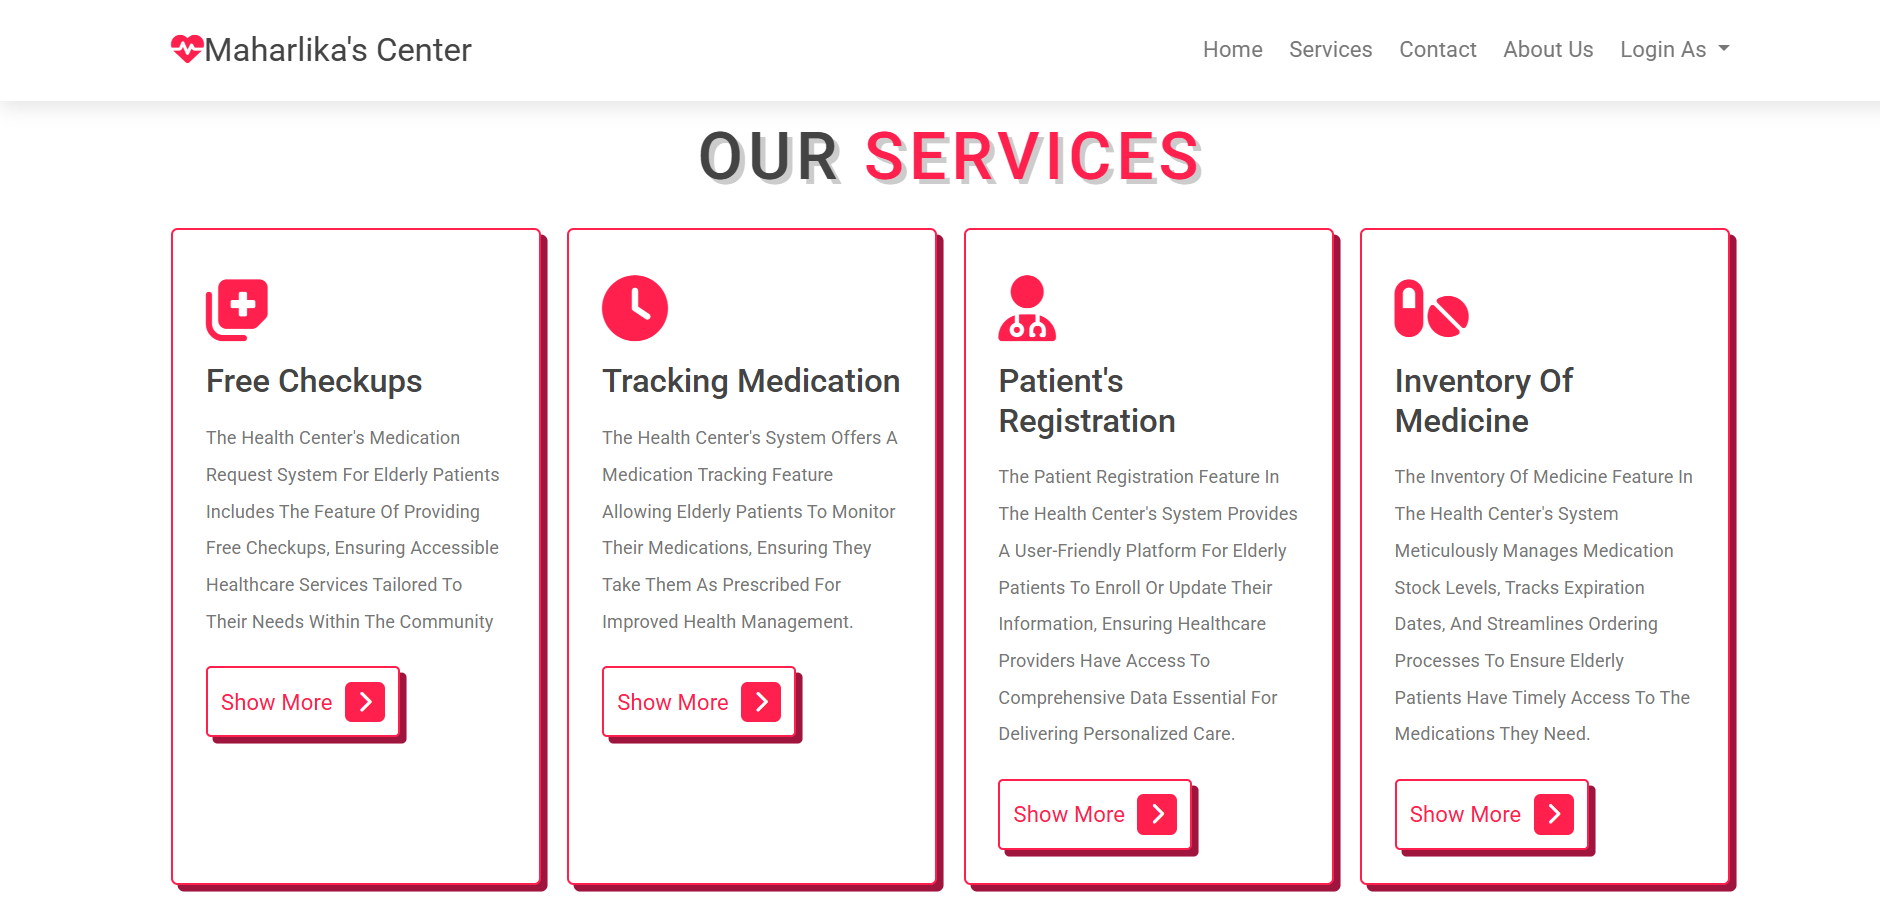 Maharlika's Center
Home
Services
Contact
About Us
Login As
OUR SERVICES
Free Checkups
The Health Center's Medication
Request System For Elderly Patients
Includes The Feature Of Providing
Free Checkups, Ensuring Accessible
Healthcare Services Tailored To
Their Needs Within The Community
Show More
Tracking Medication
The Health Center's System Offers A
Medication Tracking Feature
Allowing Elderly Patients To Monitor
Their Medications, Ensuring They
Take Them As Prescribed For
Improved Health Management.
Show More
Patient's
Registration
The Patient Registration Feature In
The Health Center's System Provides
A User-Friendly Platform For Elderly
Patients To Enroll Or Update Their
Information, Ensuring Healthcare
Providers Have Access To
Comprehensive Data Essential For
Delivering Personalized Care.
Show More
Inventory Of
Medicine
The Inventory Of Medicine Feature In
The Health Center's System
Meticulously Manages Medication
Stock Levels, Tracks Expiration
Dates, And Streamlines Ordering
Processes To Ensure Elderly
Patients Have Timely Access To The
Medications They Need.
Show More